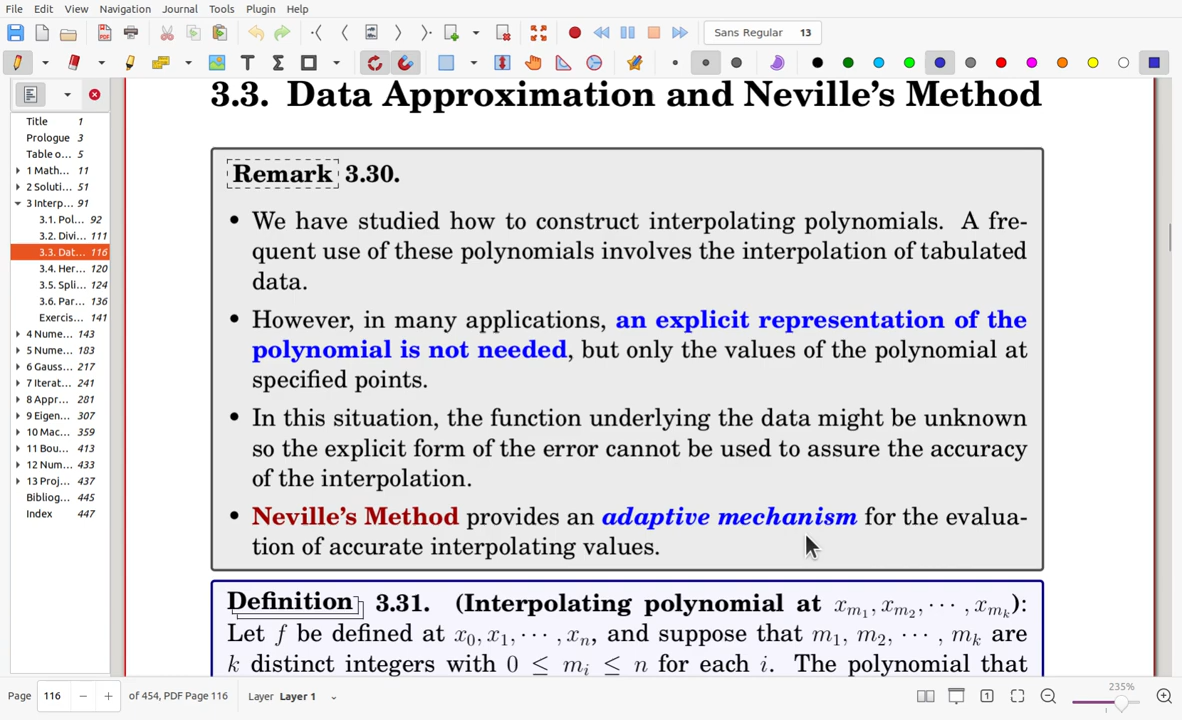 File Edit View Navigation Journal Tools Plugin Help
Sans Regular 13
Title 1
Prologue 3
Table o... 5
1 Math... 11
2 Soluti... 51
3 Interp... 91
3.1. Pol... 92
3.2. Divi... 111
3.3. Dat... 116
3.4. Her... 120
3.5. Spli... 124
3.6. Par... 136
Exercis... 141
4 Nume... 143
5 Nume... 183
6 Gauss... 217
7 Iterat... 241
8 Appr... 281
9 Eigen... 307
10 Mac... 359
11 Bou... 413
12 Num... 433
13 Proj... 437
Bibliog... 445
Index 447
3.3. Data Approximation and Neville's Method
Remark 3.30.
• We have studied how to construct interpolating polynomials. A fre-
quent use of these polynomials involves the interpolation of tabulated
data.
• However, in many applications, an explicit representation of the
polynomial is not needed, but only the values of the polynomial at
specified points.
• In this situation, the function underlying the data might be unknown
so the explicit form of the error cannot be used to assure the accuracy
of the interpolation.
• Neville's Method provides an adaptive mechanism for the evalua-
tion of accurate interpolating values.
Definition 3.31. (Interpolating polynomial at x_{m_1}, x_{m_2}, ⋯, x_{m_k}):
Let f be defined at x_0, x_1, ⋯, x_n, and suppose that m_1, m_2, ⋯, m_k are
k distinct integers with 0 ≤ m_i ≤ n for each i. The polynomial that
Page 116 − + of 454, PDF Page 116 Layer Layer 1 235%